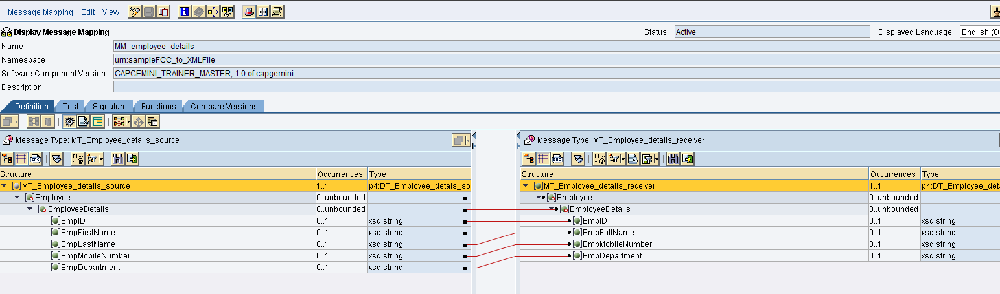 Message Mapping Edit View
Display Message Mapping Status Active Displayed Language English (O
Name MM_employee_details
Namespace urn:sampleFCC_to_XMLFile
Software Component Version CAPGEMINI_TRAINER_MASTER, 1.0 of capgemini
Description
Definition Test Signature Functions Compare Versions
Message Type: MT_Employee_details_source Message Type: MT_Employee_details_receiver
Structure Occurrences Type Structure Occurrences Type
MT_Employee_details_source 1..1 p4:DT_Employee_detais_so MT_Employee_details_receiver 1..1 p4:DT_Employee_deta
Employee 0..unbounded Employee 0..unbounded
EmployeeDetails 0..unbounded EmployeeDetails 0..unbounded
EmpID 0..1 xsd:string EmpID 0..1 xsd:string
EmpFirstName 0..1 xsd:string EmpFullName 0..1 xsd:string
EmpLastName 0..1 xsd:string EmpMobileNumber 0..1 xsd:string
EmpMobileNumber 0..1 xsd:string EmpDepartment 0..1 xsd:string
EmpDepartment 0..1 xsd:string